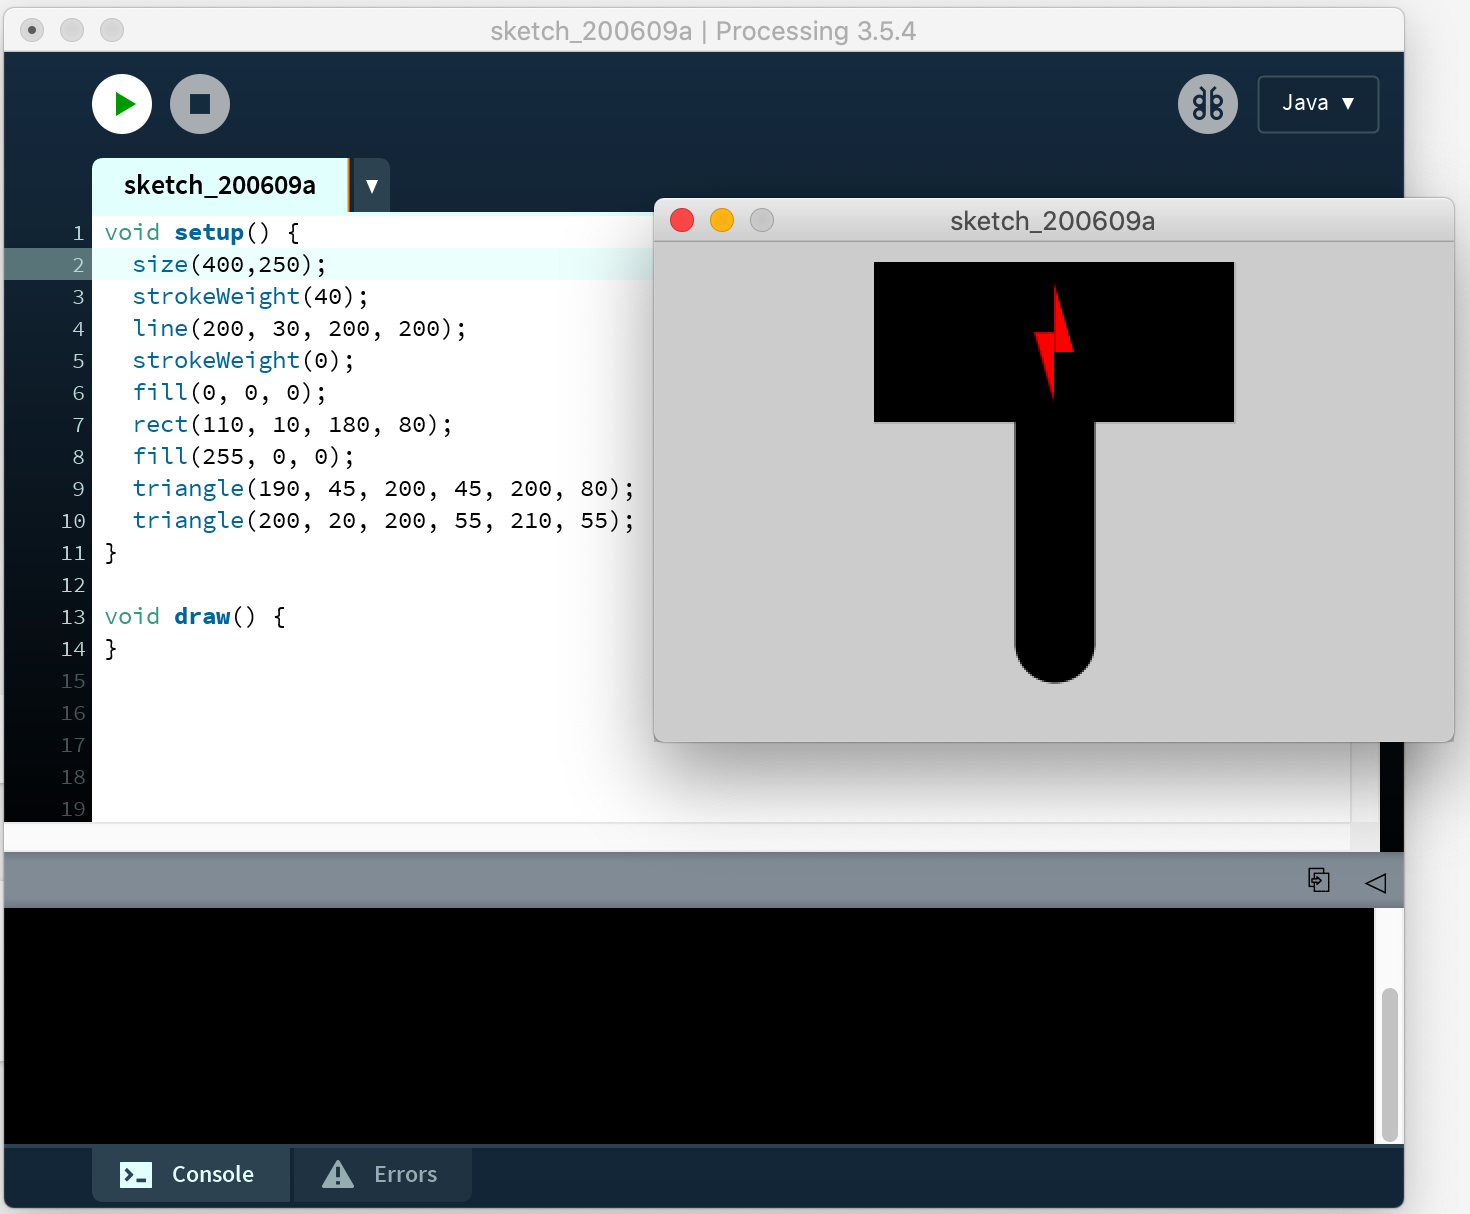 sketch_200609a | Processing 3.5.4
Java ▼
sketch_200609a ▼
sketch_200609a
1 void setup() {
2 size(400,250);
3 strokeWeight(40);
4 line(200, 30, 200, 200);
5 strokeWeight(0);
6 fill(0, 0, 0);
7 rect(110, 10, 180, 80);
8 fill(255, 0, 0);
9 triangle(190, 45, 200, 45, 200, 80);
10 triangle(200, 20, 200, 55, 210, 55);
11 }
12
13 void draw() {
14 }
15
16
17
18
19
Console
Errors